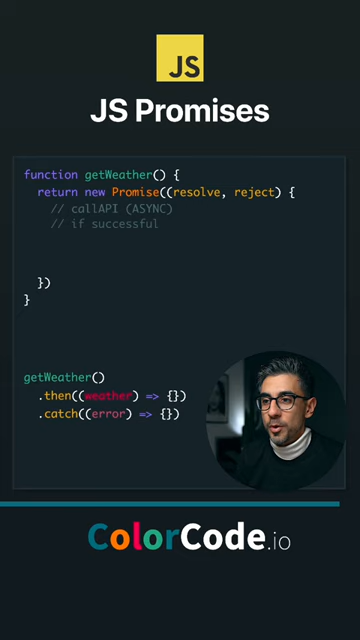 JS
JS Promises
function getWeather() {
return new Promise((resolve, reject) {
// callAPI (ASYNC)
// if successful
})
}
getWeather()
.then((weather) => {})
.catch((error) => {})
ColorCode.io